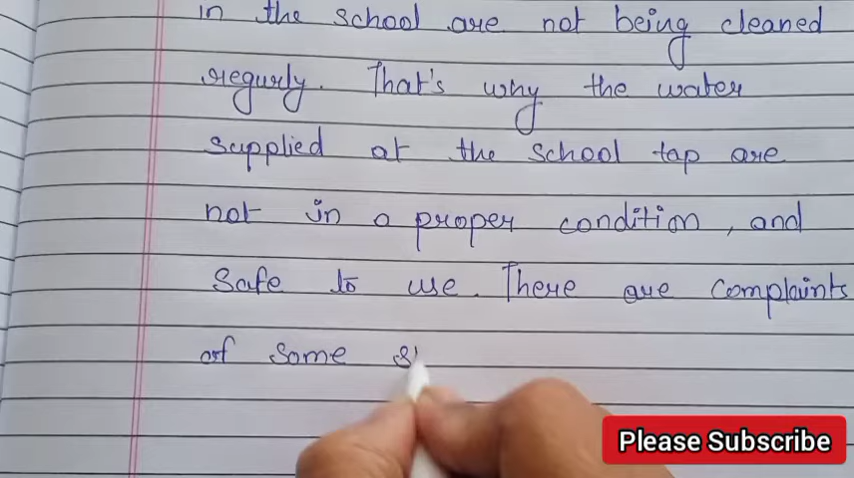 in the school are not being cleaned
regurly. That's why the water
supplied at the school tap are
not in a proper condition, and
safe to use. There are complaints
of some s
Please Subscribe